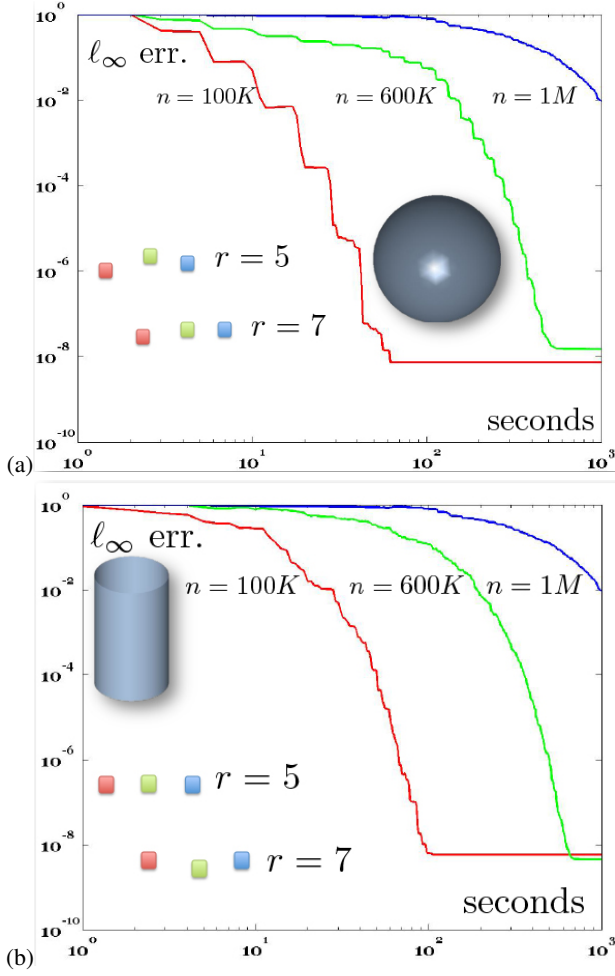 10^0
ℓ∞ err.
n = 100K
n = 600K
n = 1M
10^-2
10^-4
r = 5
10^-6
r = 7
10^-8
seconds
10^-10
(a)
10^0
10^1
10^2
10^3
10^0
ℓ∞ err.
n = 100K
n = 600K
n = 1M
10^-2
10^-4
10^-6
r = 5
10^-8
r = 7
seconds
10^-10
(b)
10^0
10^1
10^2
10^3